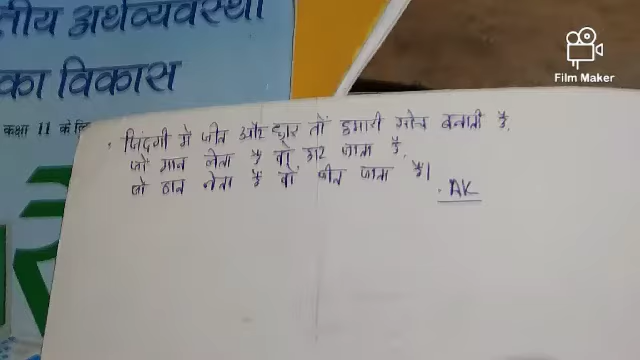 तीय अर्थव्यवस्था
का विकास
कक्षा 11 के लि
Film Maker
जिंदगी में जीत और हार तों हमारी सोच बनाती है,
जों मान लेता है वों हार जाता है,
जो ठान लेता है वों जीत जाता है।
. AK